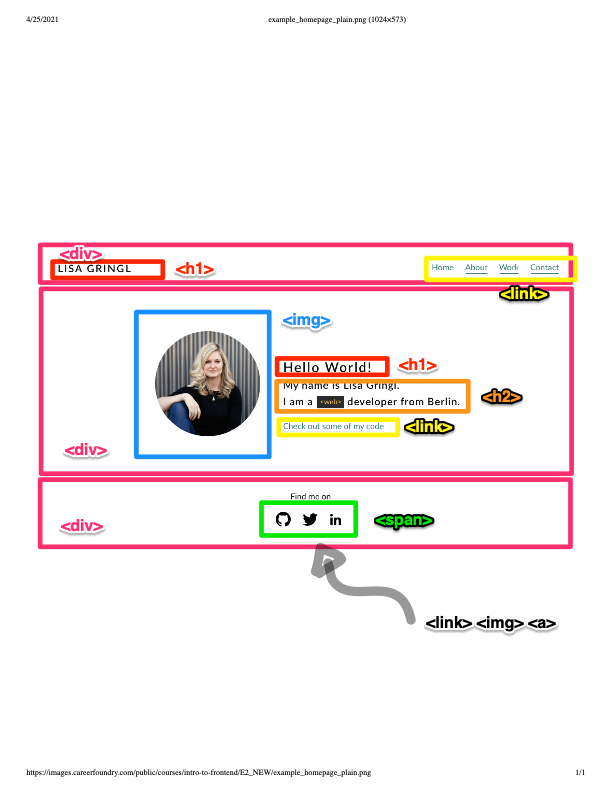 4/25/2021 example_homepage_plain.png (1024×573)
<div>
LISA GRINGL <h1> Home About Work Contact
<link>
<img>
Hello World! <h1>
My name is Lisa Gringl.
I am a <web> developer from Berlin. <h2>
Check out some of my code <link>
<div>
Find me on
in <span>
<div>
<link> <img> <a>
https://images.careerfoundry.com/public/courses/intro-to-frontend/E2_NEW/example_homepage_plain.png 1/1